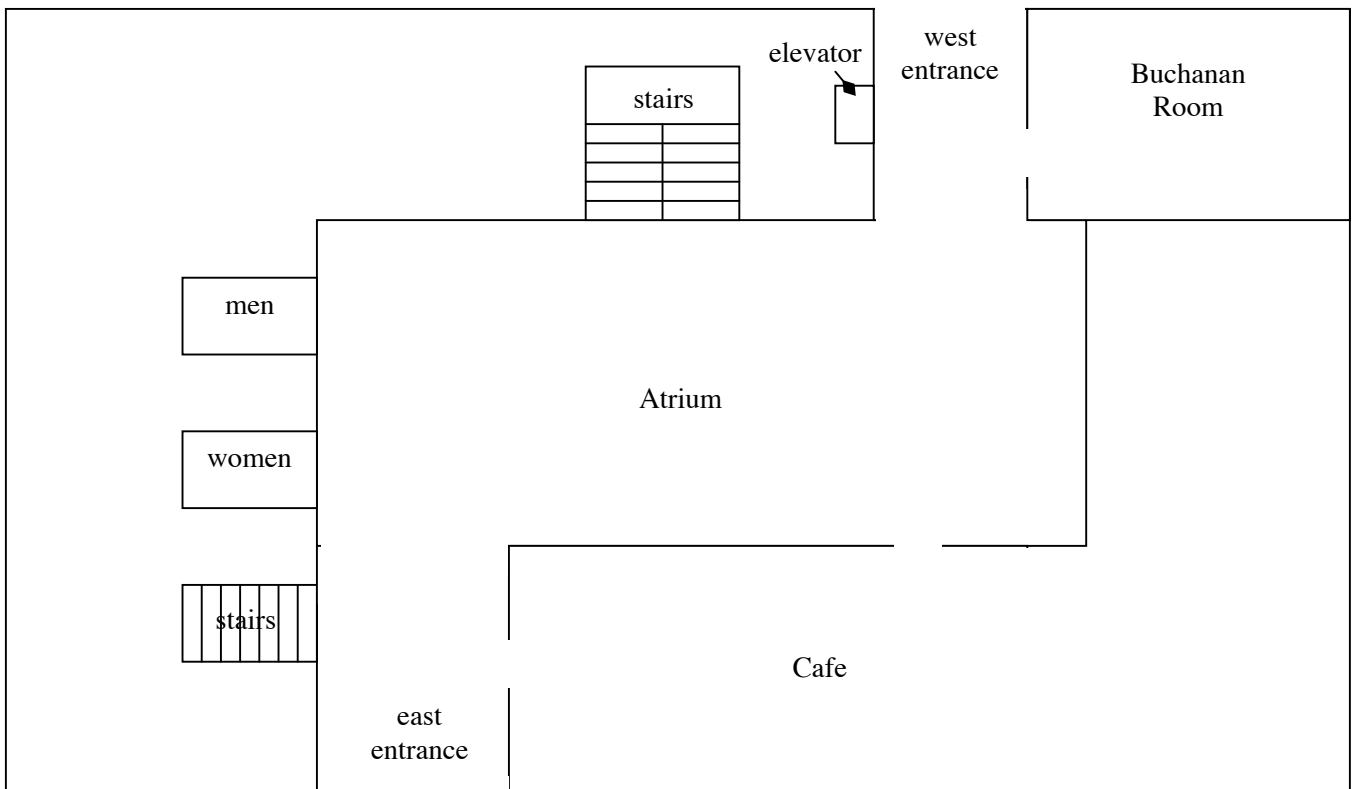 west
entrance
elevator
Buchanan
Room
stairs
men
Atrium
women
stairs
Cafe
east
entrance